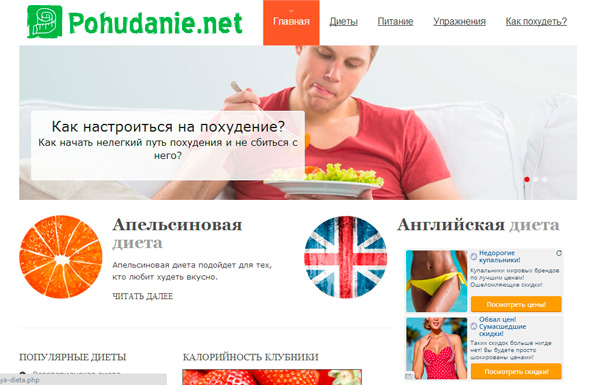 Pohudanie.net
Главная
Диеты
Питание
Упражнения
Как похудеть?
Как настроиться на похудение?
Как начать нелегкий путь похудения и не сбиться с
него?
Апельсиновая
диета
Апельсиновая диета подойдет для тех,
кто любит худеть вкусно.
ЧИТАТЬ ДАЛЕЕ
Английская диета
Недорогие
купальники!
Купальники мировых брендов
по лучшим ценам!
Ошеломляющие скидки!
Посмотреть цены!
Обвал цен!
Сумасшедшие
скидки!
Таких скидок больше нигде
нет! Вы будете просто
шокированы ценами!
Посмотреть скидки!
ПОПУЛЯРНЫЕ ДИЕТЫ
КАЛОРИЙНОСТЬ КЛУБНИКИ
ya-dieta.php